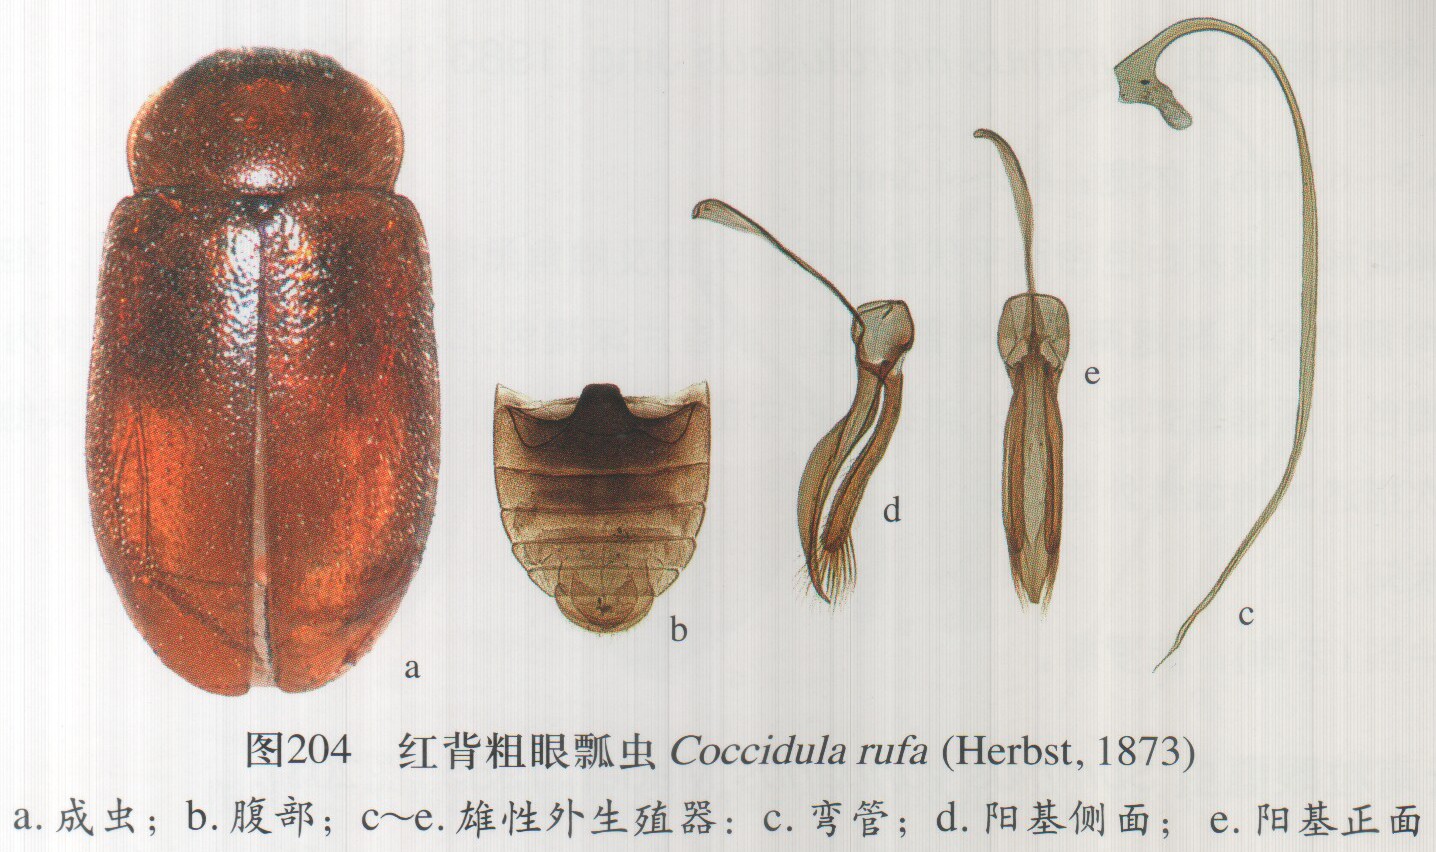 a
b
d
e
c
图204 红背粗眼瓢虫 Coccidula rufa (Herbst, 1873)
a. 成虫；b. 腹部；c～e. 雄性外生殖器：c. 弯管；d. 阳基侧面；e. 阳基正面